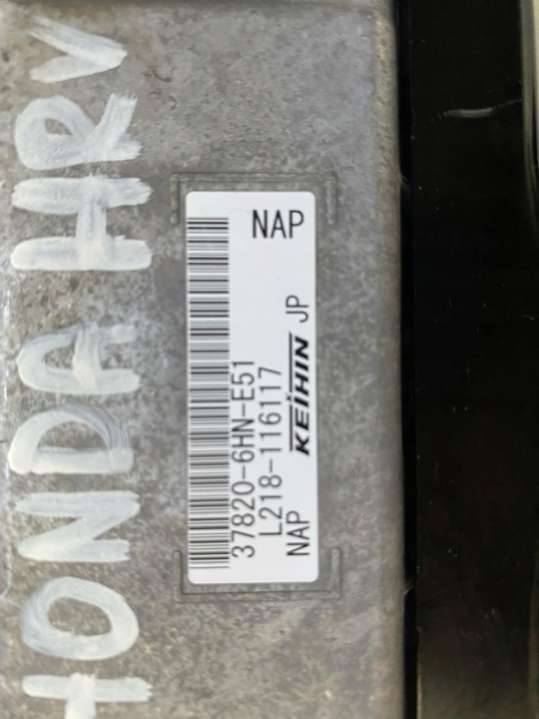 HONDA HRV
NAP
37820-6HN-E51
L218-116117
NAP KEIHIN JP